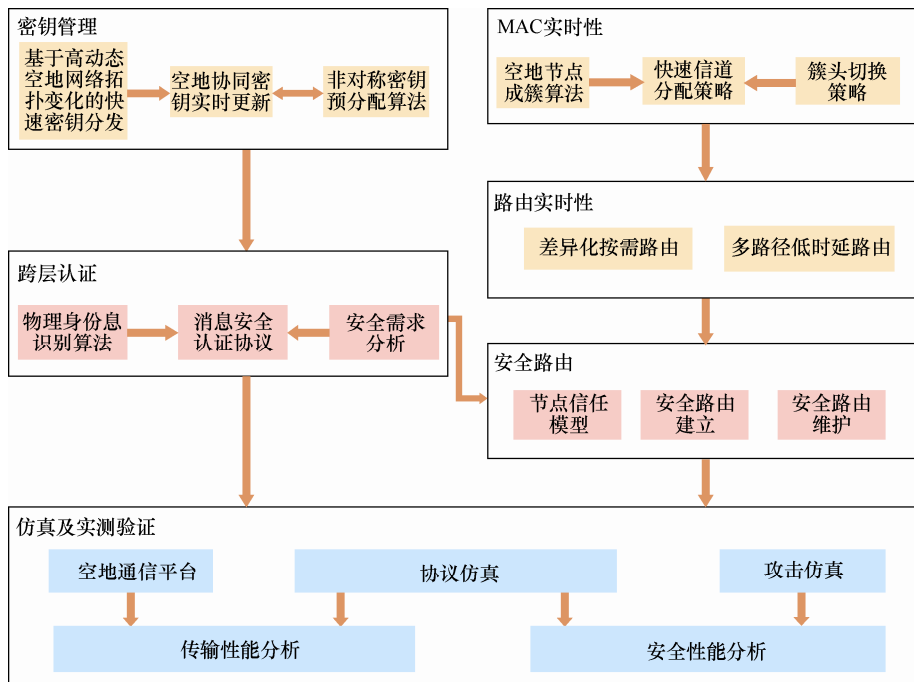 密钥管理
基于高动态
空地网络拓
扑变化的快
速密钥分发
空地协同密
钥实时更新
非对称密钥
预分配算法
MAC实时性
空地节点
成簇算法
快速信道
分配策略
簇头切换
策略
路由实时性
差异化按需路由
多路径低时延路由
跨层认证
物理身份息
识别算法
消息安全
认证协议
安全需求
分析
安全路由
节点信任
模型
安全路由
建立
安全路由
维护
仿真及实测验证
空地通信平台
协议仿真
攻击仿真
传输性能分析
安全性能分析